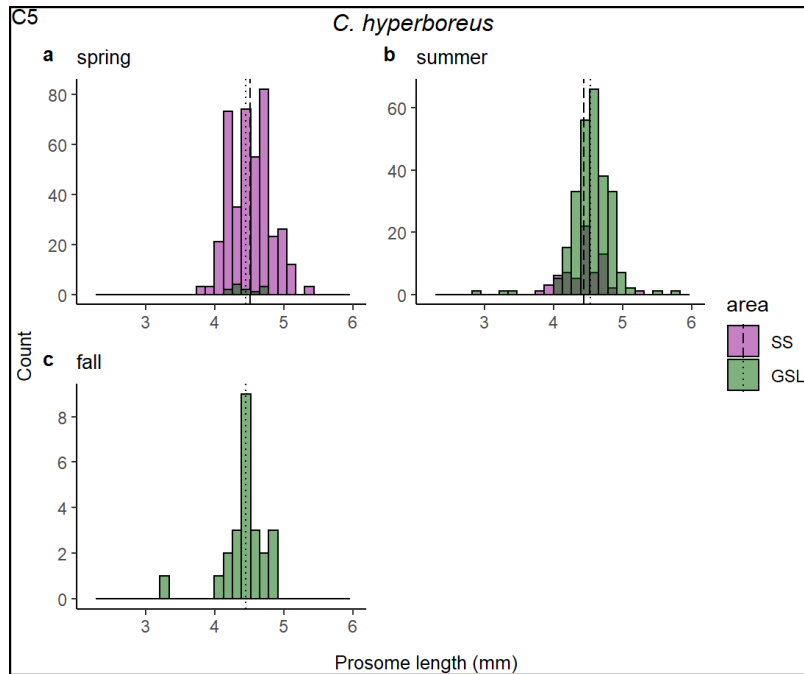 C5
C. hyperboreus
a spring
80
60
40
20
0
3 4 5 6
b summer
60
40
20
0
3 4 5 6
area
SS
GSL
Count
c fall
8
6
4
2
0
3 4 5 6
Prosome length (mm)